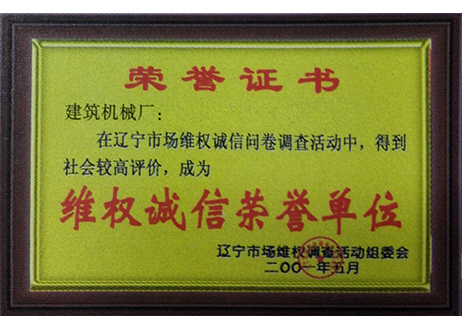 荣誉证书
建筑机械厂：
在辽宁市场维权诚信问卷调查活动中，得到
社会较高评价，成为
维权诚信荣誉单位
辽宁市场维权调查活动组委会
二〇〇一年五月